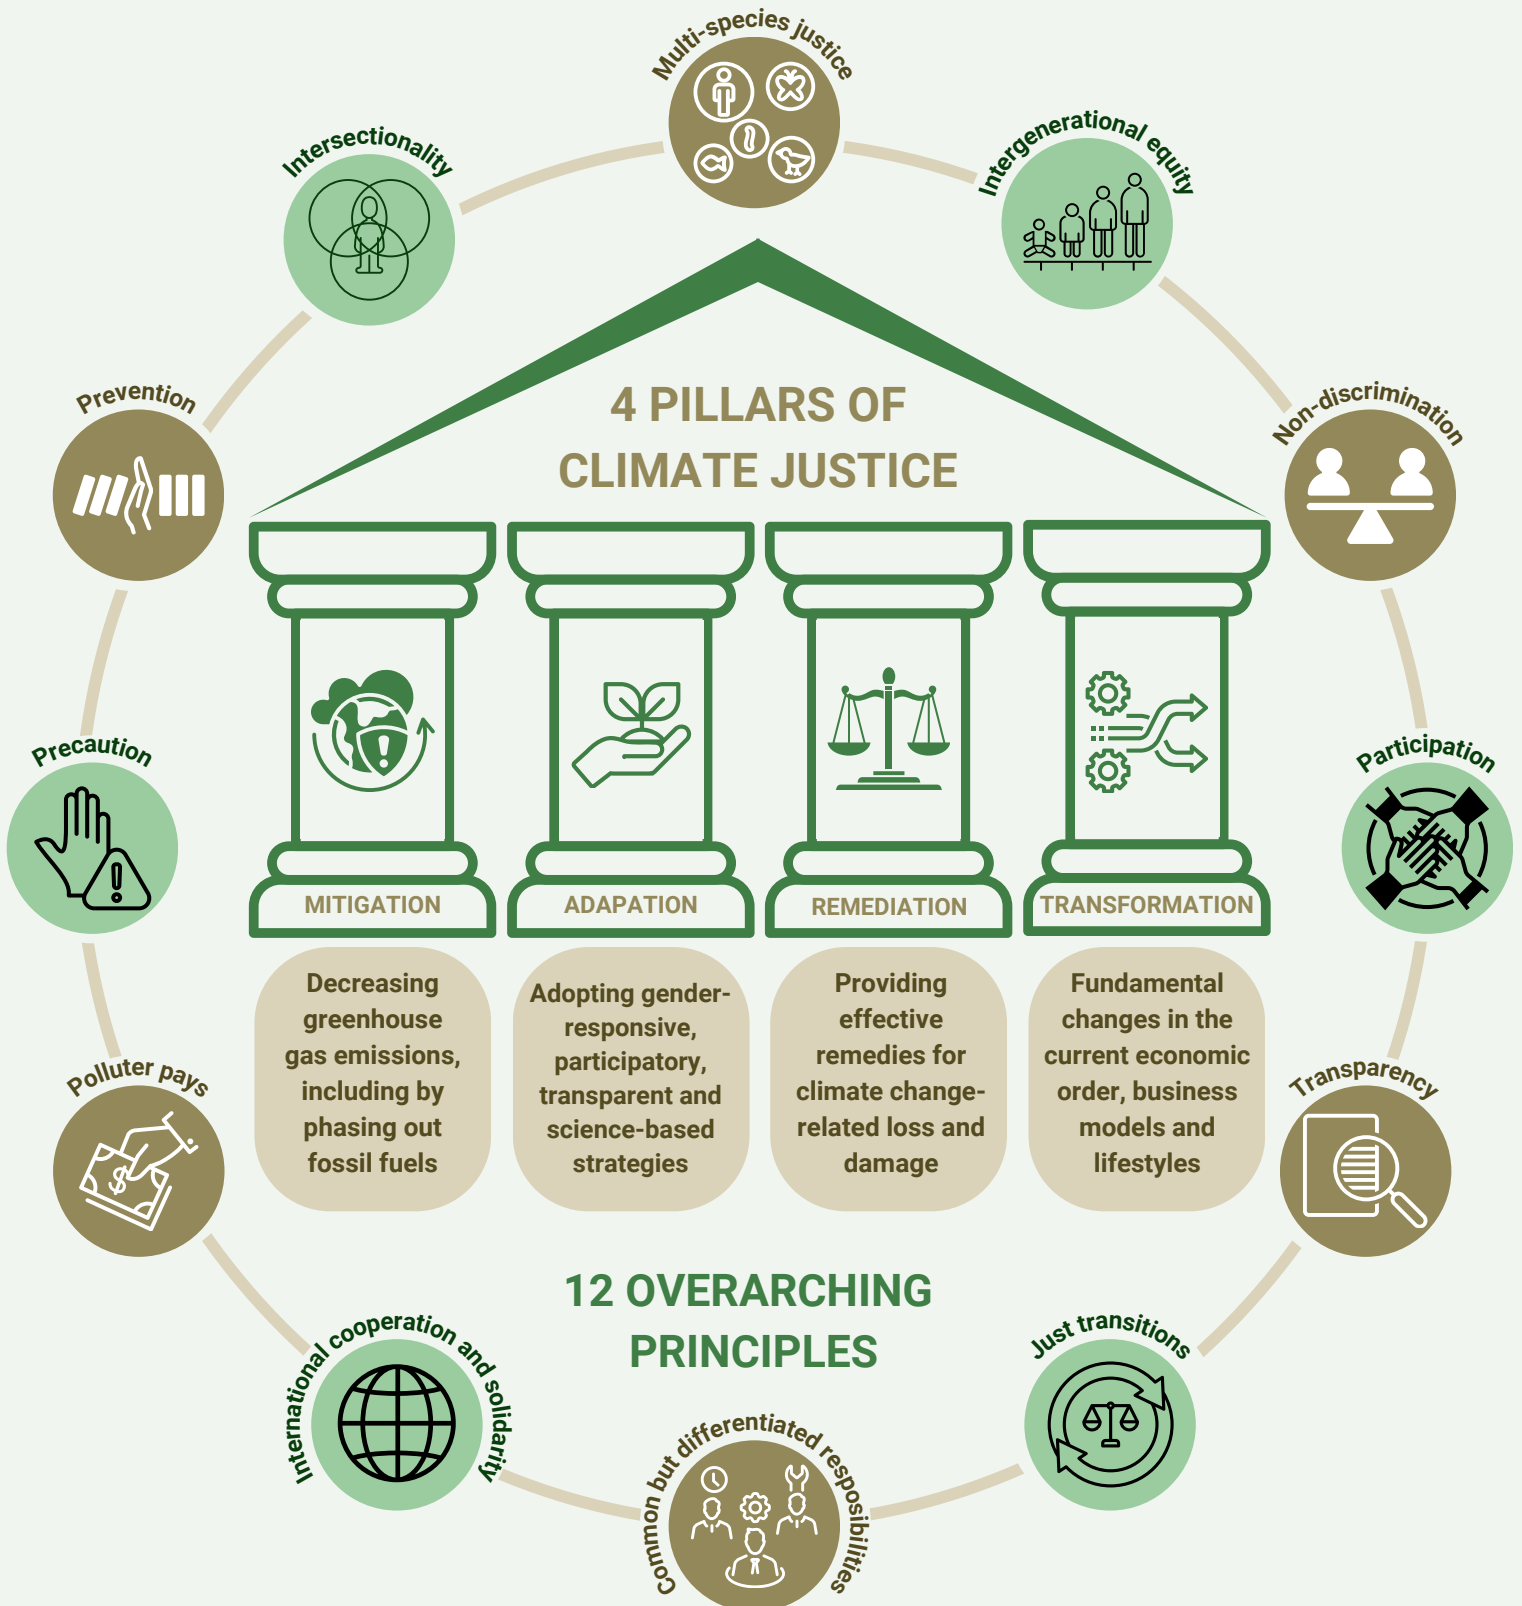 Multi-species justice
Intergenerational equity
Intersectionality
Non-discrimination
Prevention
4 PILLARS OF
CLIMATE JUSTICE
Participation
Precaution
MITIGATION
ADAPATION
REMEDIATION
TRANSFORMATION
Decreasing
greenhouse
gas emissions,
including by
phasing out
fossil fuels
Adopting gender-
responsive,
participatory,
transparent and
science-based
strategies
Providing
effective
remedies for
climate change-
related loss and
damage
Fundamental
changes in the
current economic
order, business
models and
lifestyles
Polluter pays
$
Transparency
12 OVERARCHING
PRINCIPLES
International cooperation and solidarity
Just transitions
Common but differentiated resposibilities